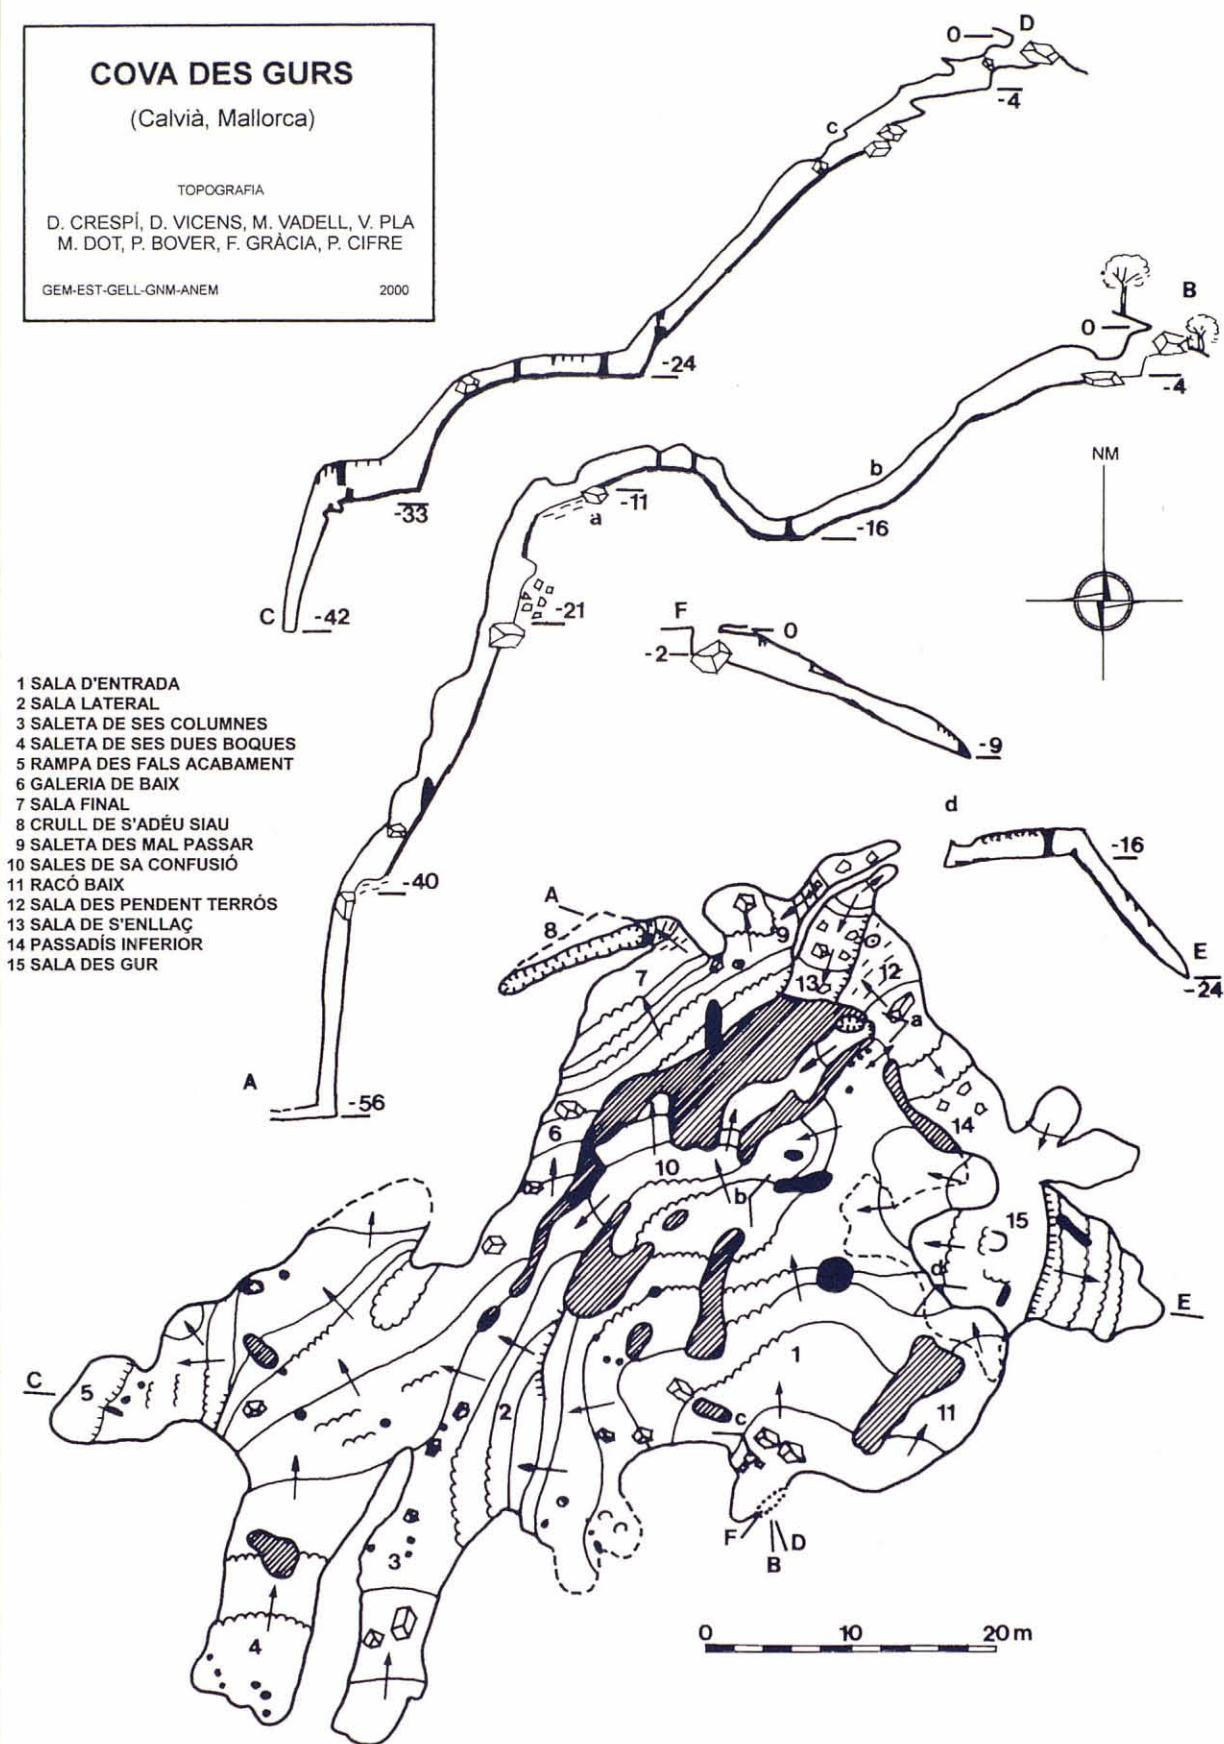 COVA DES GURS
(Calvià, Mallorca)
TOPOGRAFIA
D. CRESPÍ, D. VICENS, M. VADELL, V. PLA
M. DOT, P. BOVER, F. GRÀCIA, P. CIFRE
GEM-EST-GELL-GNM-ANEM 2000
0 D
-4
c
-24
-33
C -42
B
0
-4
b
-11
a
-16
-21
-40
A
-56
NM
F 0
-2
-9
d
-16
E
-24
1 SALA D'ENTRADA
2 SALA LATERAL
3 SALETA DE SES COLUMNES
4 SALETA DE SES DUES BOQUES
5 RAMPA DES FALS ACABAMENT
6 GALERIA DE BAIX
7 SALA FINAL
8 CRULL DE S'ADÉU SIAU
9 SALETA DES MAL PASSAR
10 SALES DE SA CONFUSIÓ
11 RACÓ BAIX
12 SALA DES PENDENT TERRÓS
13 SALA DE S'ENLLAÇ
14 PASSADÍS INFERIOR
15 SALA DES GUR
A
8
9
7
13
12
a
6
14
10
b
15
d
E
C
5
1
2
11
c
3
F
B
D
4
0 10 20 m